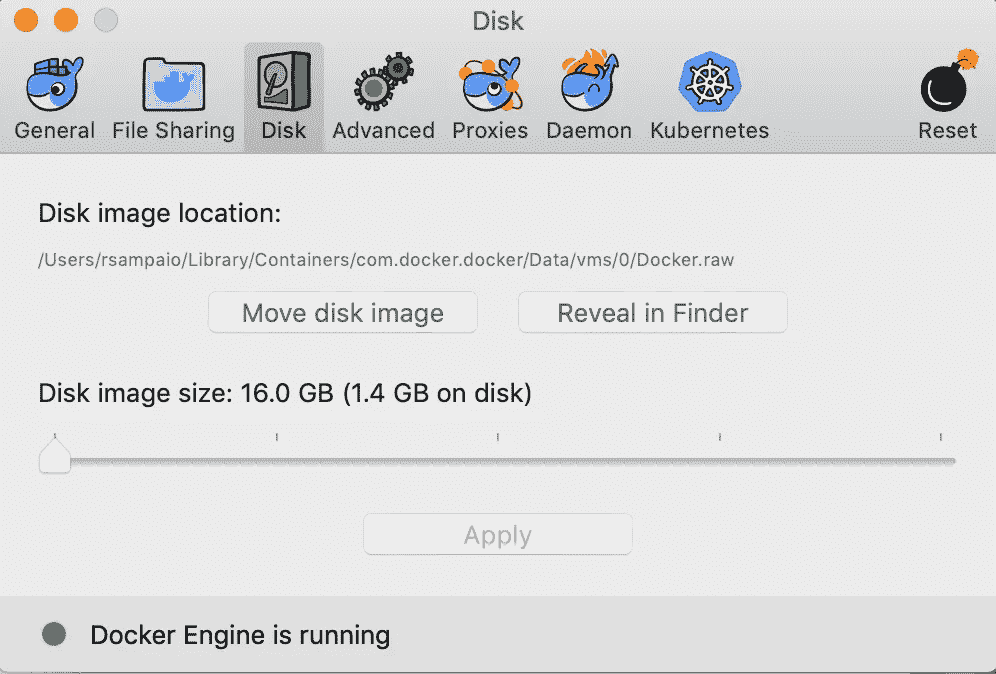 Disk
General File Sharing Disk Advanced Proxies Daemon Kubernetes Reset
Disk image location:
/Users/rsampaio/Library/Containers/com.docker.docker/Data/vms/0/Docker.raw
Move disk image Reveal in Finder
Disk image size: 16.0 GB (1.4 GB on disk)
Apply
Docker Engine is running